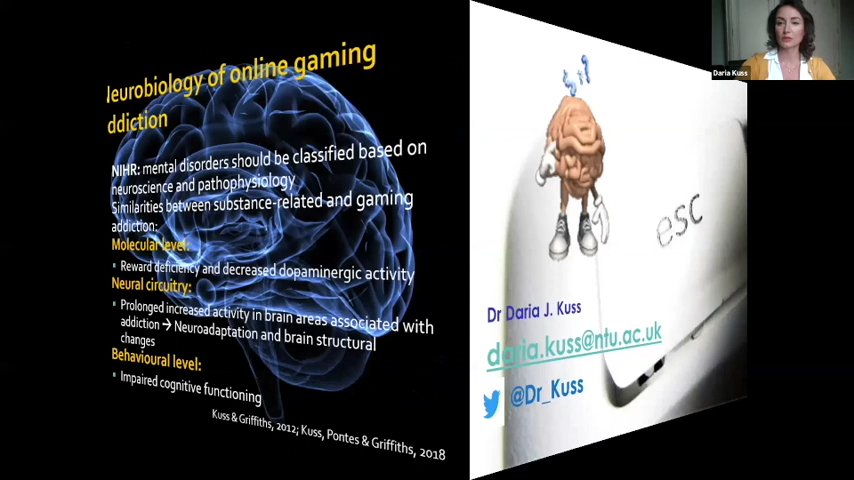 Neurobiology of online gaming
ddiction
NIHR: mental disorders should be classified based on
neuroscience and pathophysiology
Similarities between substance-related and gaming
addiction:
Molecular level:
Reward deficiency and decreased dopaminergic activity
Neural circuitry:
Prolonged increased activity in brain areas associated with
addiction → Neuroadaptation and brain structural
changes
Behavioural level:
Impaired cognitive functioning
Kuss & Griffiths, 2012; Kuss, Pontes & Griffiths, 2018
esc
Dr Daria J. Kuss
daria.kuss@ntu.ac.uk
@Dr_Kuss
Daria Kuss